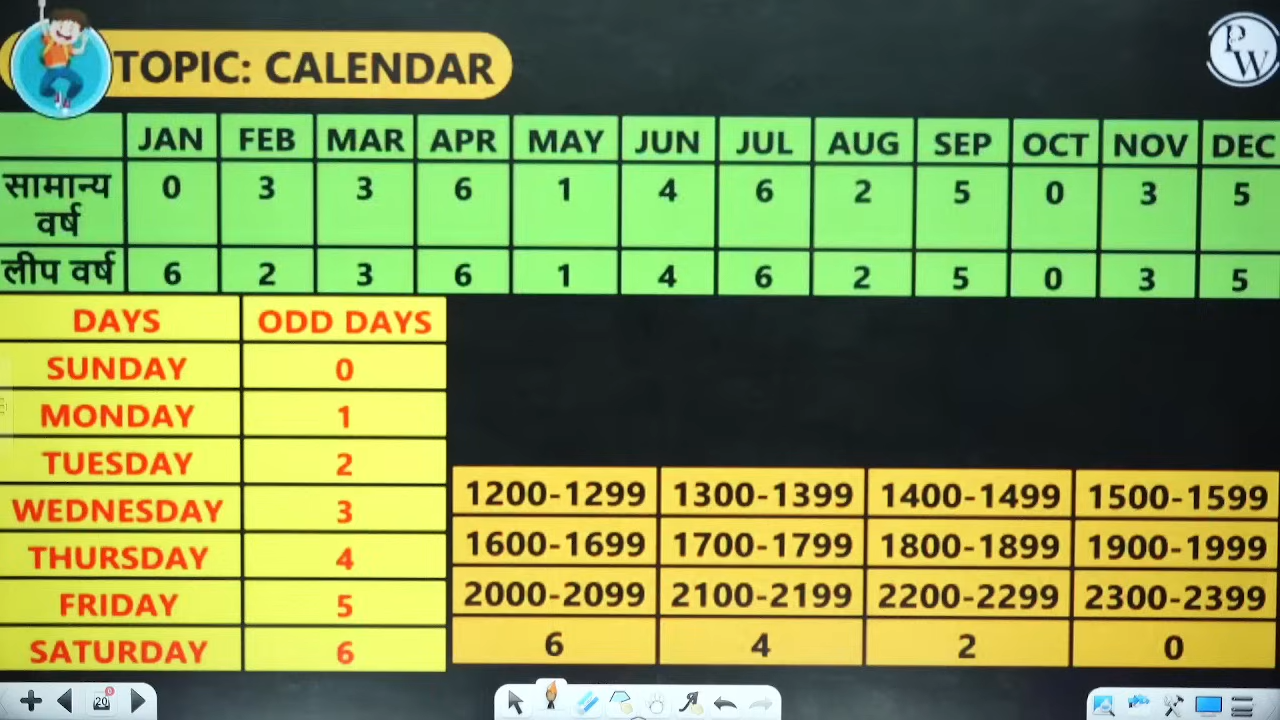 TOPIC: CALENDAR
PW
JAN FEB MAR APR MAY JUN JUL AUG SEP OCT NOV DEC
सामान्य वर्ष 0 3 3 6 1 4 6 2 5 0 3 5
लीप वर्ष 6 2 3 6 1 4 6 2 5 0 3 5
DAYS ODD DAYS
SUNDAY 0
MONDAY 1
TUESDAY 2
WEDNESDAY 3
THURSDAY 4
FRIDAY 5
SATURDAY 6
1200-1299 1300-1399 1400-1499 1500-1599
1600-1699 1700-1799 1800-1899 1900-1999
2000-2099 2100-2199 2200-2299 2300-2399
6 4 2 0
20
0